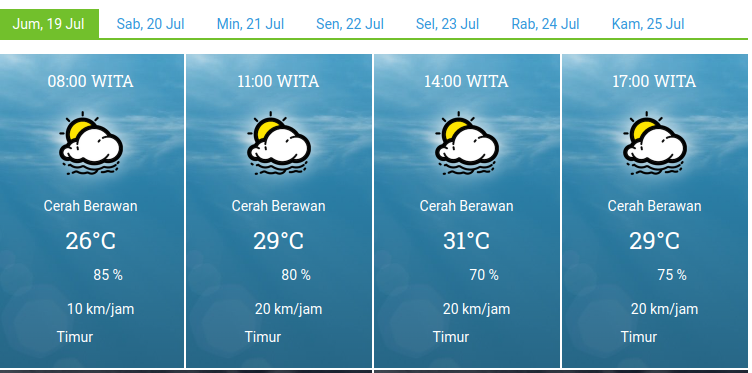 Jum, 19 Jul Sab, 20 Jul Min, 21 Jul Sen, 22 Jul Sel, 23 Jul Rab, 24 Jul Kam, 25 Jul
08:00 WITA
Cerah Berawan
26°C
85 %
10 km/jam
Timur
11:00 WITA
Cerah Berawan
29°C
80 %
20 km/jam
Timur
14:00 WITA
Cerah Berawan
31°C
70 %
20 km/jam
Timur
17:00 WITA
Cerah Berawan
29°C
75 %
20 km/jam
Timur